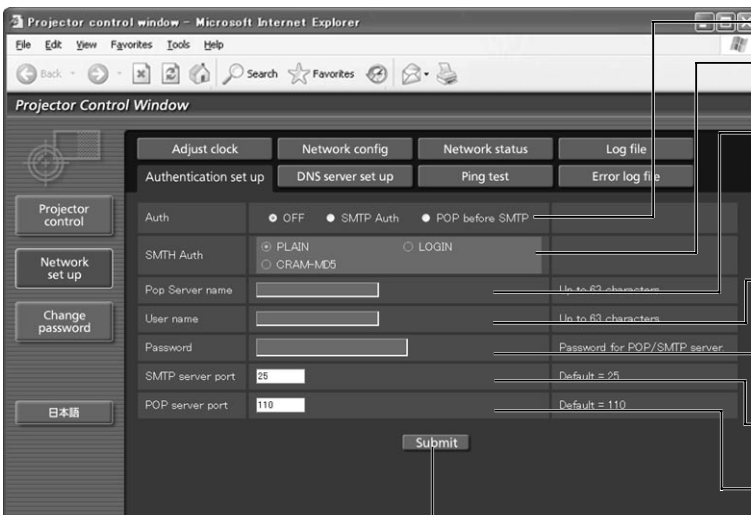 Projector control window - Microsoft Internet Explorer
File Edit View Favorites Tools Help
Back Search Favorites
Projector Control Window
Adjust clock Network config Network status Log file
Authentication set up DNS server set up Ping test Error log file
Projector control
Network set up
Change password
日本語
Auth OFF SMTP Auth POP before SMTP
SMTH Auth PLAIN LOGIN
CRAM-MD5
Pop Server name Up to 63 characters
User name Up to 63 characters
Password Password for POP/SMTP server.
SMTP server port 25 Default = 25
POP server port 110 Default = 110
Submit